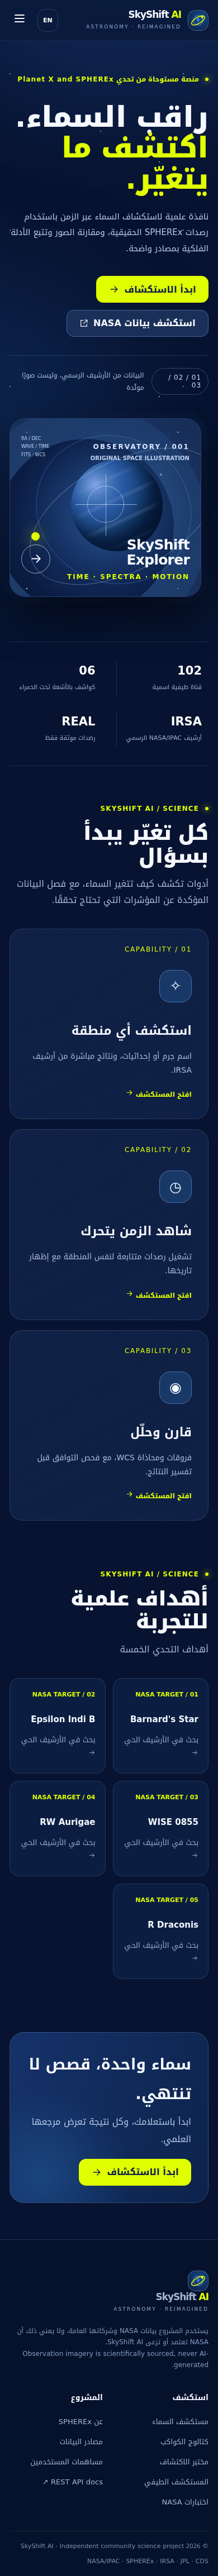 SkyShift AI
ASTRONOMY · REIMAGINED
EN
منصة مستوحاة من تحدي Planet X and SPHEREx
راقب السماء.
اكتشف ما
يتغيّر.
نافذة علمية لاستكشاف السماء عبر الزمن باستخدام
رصدات SPHEREx الحقيقية، ومقارنة الصور وتتبع الأدلة
الفلكية بمصادر واضحة.
ابدأ الاستكشاف →
استكشف بيانات NASA
01 / 02 /
03
البيانات من الأرشيف الرسمي، وليست صورًا
مولّدة
RA / DEC
WAVE / TIME
FITS · WCS
OBSERVATORY / 001
ORIGINAL SPACE ILLUSTRATION
SkyShift
Explorer
TIME · SPECTRA · MOTION
102
قناة طيفية اسمية
06
كواشف بالأشعة تحت الحمراء
IRSA
أرشيف NASA/IPAC الرسمي
REAL
رصدات موثقة فقط
SKYSHIFT AI / SCIENCE
كل تغيّر يبدأ
بسؤال
أدوات تكشف كيف تتغير السماء، مع فصل البيانات
المؤكدة عن المؤشرات التي تحتاج تحققًا.
CAPABILITY / 01
استكشف أي منطقة
اسم جرم أو إحداثيات، ونتائج مباشرة من أرشيف
IRSA.
افتح المستكشف →
CAPABILITY / 02
شاهد الزمن يتحرك
تشغيل رصدات متتابعة لنفس المنطقة مع إظهار
تاريخها.
افتح المستكشف →
CAPABILITY / 03
قارن وحلّل
فروقات ومحاذاة WCS، مع فحص التوافق قبل
تفسير النتائج.
افتح المستكشف →
SKYSHIFT AI / SCIENCE
أهداف علمية
للتجربة
أهداف التحدي الخمسة
NASA TARGET / 01
Barnard's Star
بحث في الأرشيف الحي
→
NASA TARGET / 02
Epsilon Indi B
بحث في الأرشيف الحي
→
NASA TARGET / 03
WISE 0855
بحث في الأرشيف الحي
→
NASA TARGET / 04
RW Aurigae
بحث في الأرشيف الحي
→
NASA TARGET / 05
R Draconis
بحث في الأرشيف الحي
→
سماء واحدة، قصص لا
تنتهي.
ابدأ باستعلامك، وكل نتيجة تعرض مرجعها
العلمي.
ابدأ الاستكشاف →
SkyShift AI
ASTRONOMY · REIMAGINED
يستخدم المشروع بيانات NASA وشركائها العامة، ولا يعني ذلك أن
NASA تعتمد أو ترعى SkyShift AI.
Observation imagery is scientifically sourced, never AI-
generated.
استكشف
مستكشف السماء
كتالوج الكواكب
مختبر الاكتشاف
المستكشف الطيفي
اختيارات NASA
المشروع
عن SPHEREx
مصادر البيانات
مساهمات المستخدمين
REST API docs ↗
© 2026 SkyShift AI · Independent community science project
NASA/IPAC · SPHEREx · IRSA · JPL · CDS